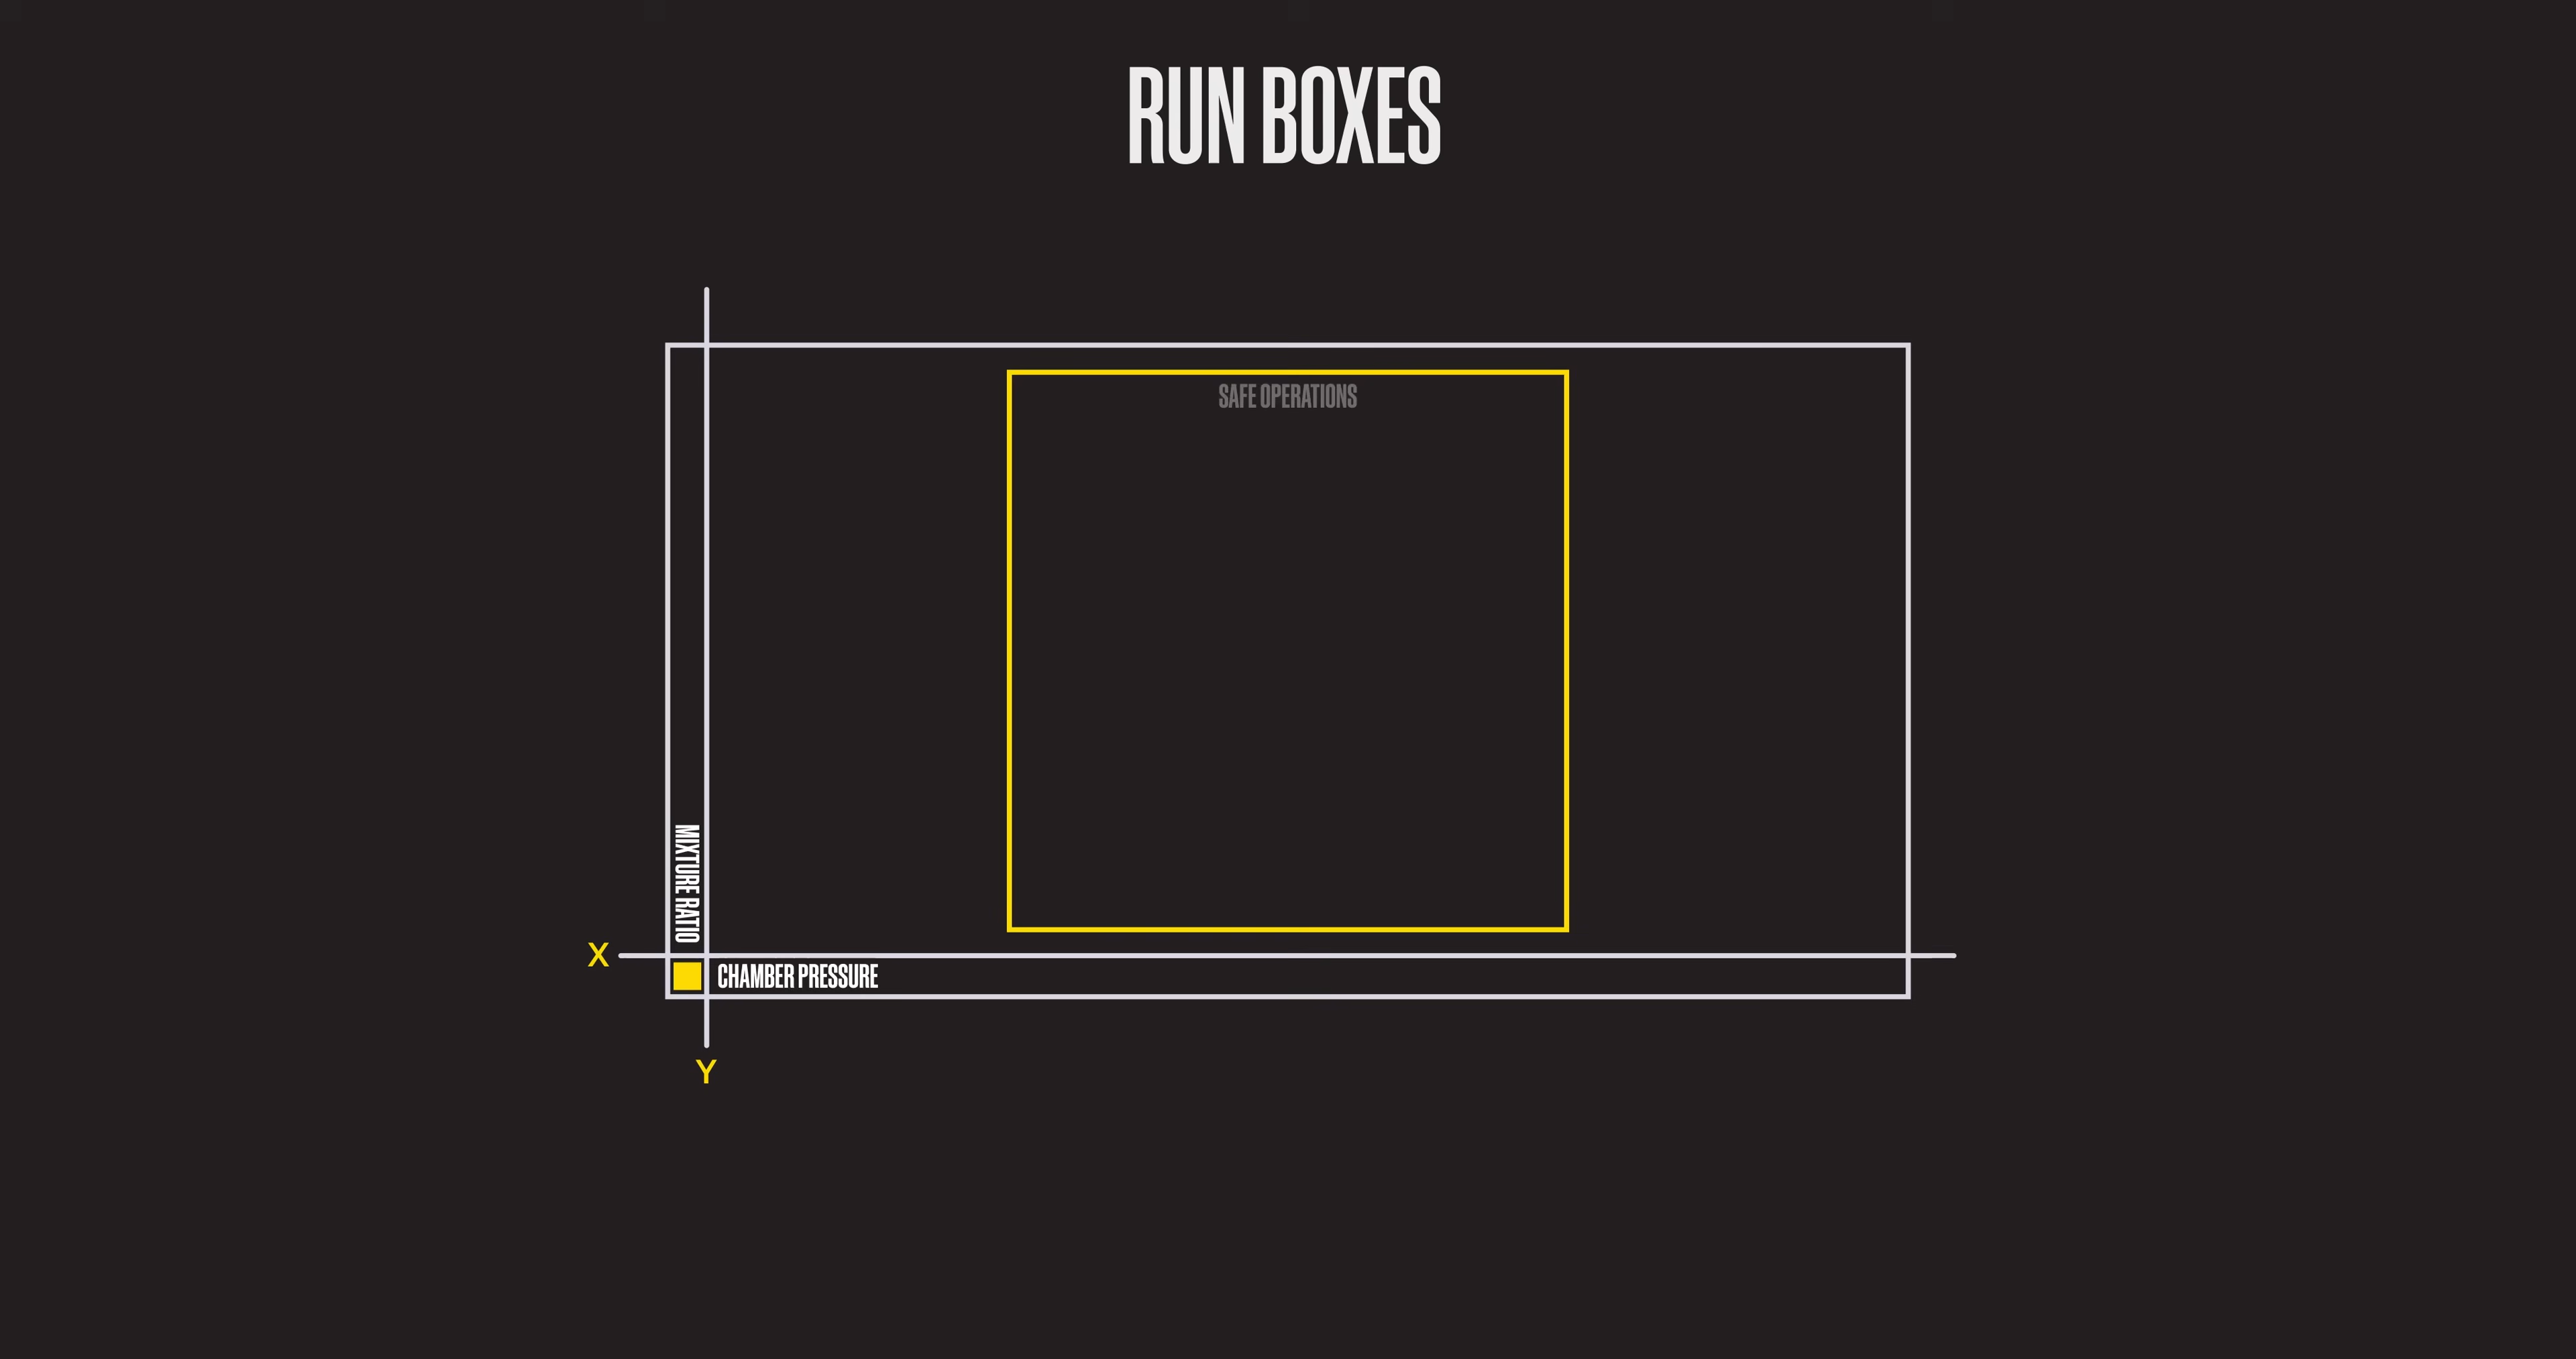 RUN BOXES
SAFE OPERATIONS
MIXTURE RATIO
X
CHAMBER PRESSURE
Y